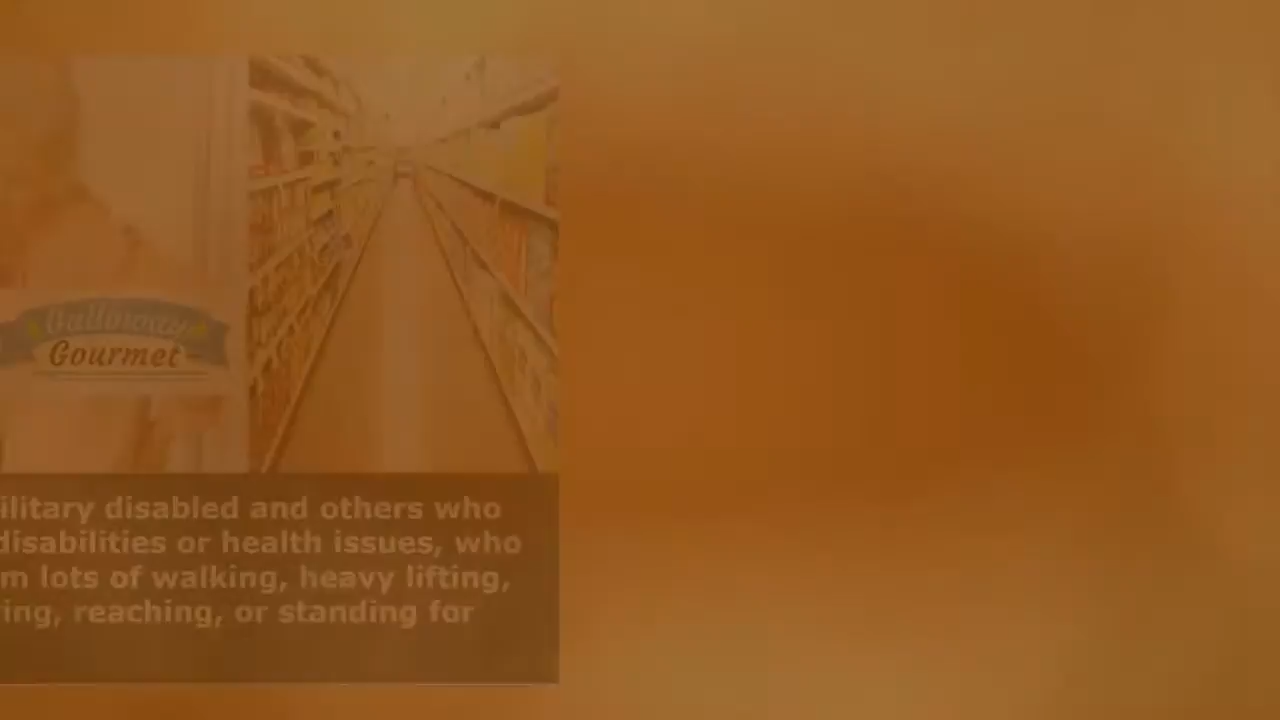 Galloway
Gourmet
ilitary disabled and others who
disabilities or health issues, who
m lots of walking, heavy lifting,
ing, reaching, or standing for